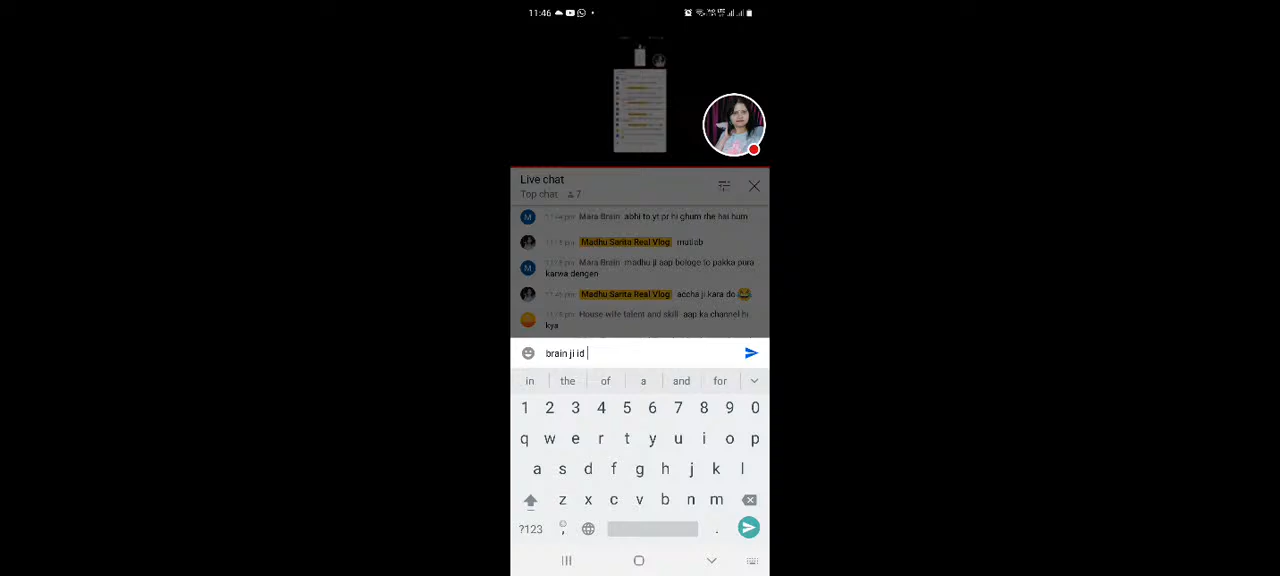 11:46
Live chat
Top chat 7
Mara Brain abhi to yt pr hi ghum rhe hai hum
Madhu Sarita Real Vlog matlab
Mara Brain madhu ji aap bologe to pakka pura
karwa dengen
Madhu Sarita Real Vlog accha ji kara do 😂
House wife talent and skill aap ka channel hi
kya
brain ji id
in the of a and for
1 2 3 4 5 6 7 8 9 0
q w e r t y u i o p
a s d f g h j k l
z x c v b n m
?123 , .